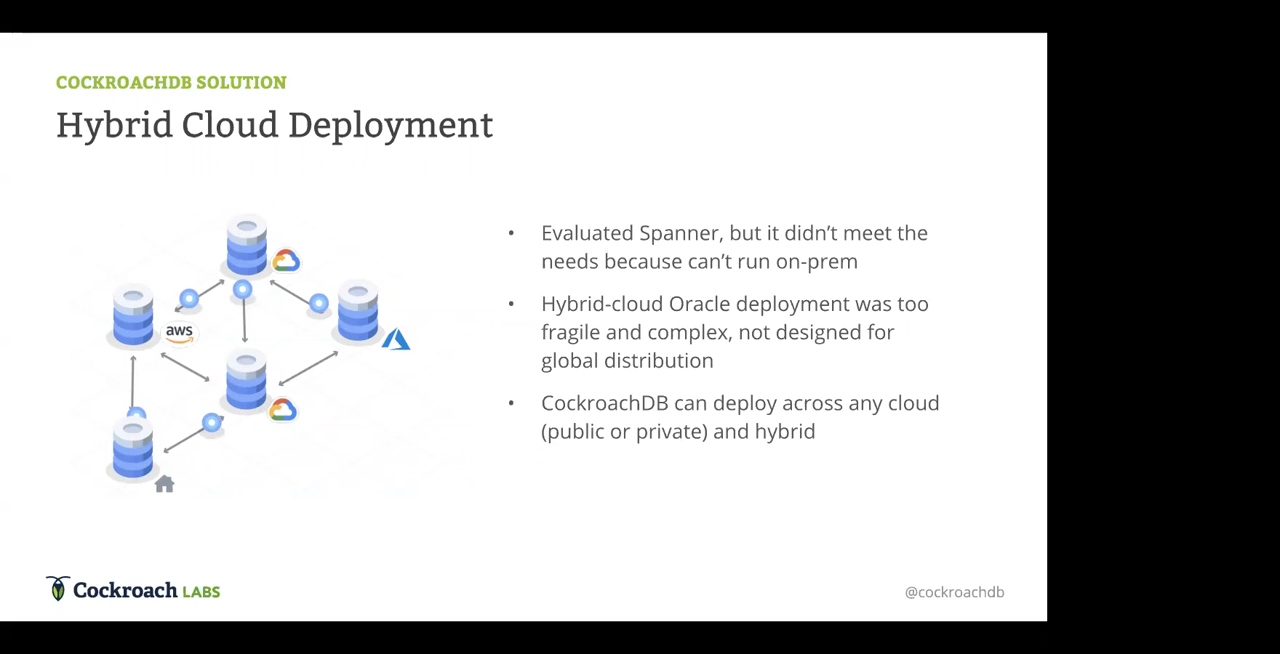 COCKROACHDB SOLUTION
Hybrid Cloud Deployment
aws
• Evaluated Spanner, but it didn’t meet the
needs because can’t run on-prem
• Hybrid-cloud Oracle deployment was too
fragile and complex, not designed for
global distribution
• CockroachDB can deploy across any cloud
(public or private) and hybrid
Cockroach LABS
@cockroachdb